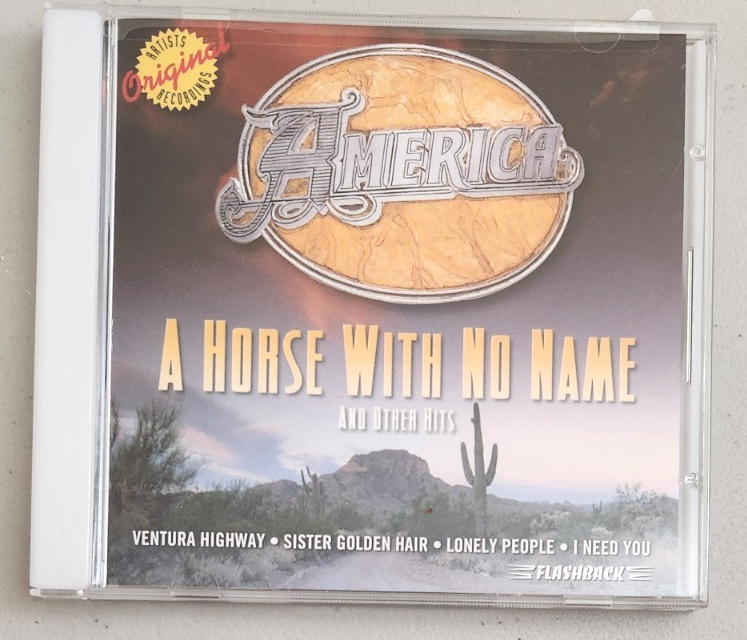 ARTISTS
Original
RECORDINGS
AMERICA
A HORSE WITH NO NAME
AND OTHER HITS
VENTURA HIGHWAY • SISTER GOLDEN HAIR • LONELY PEOPLE • I NEED YOU
FLASHBACK